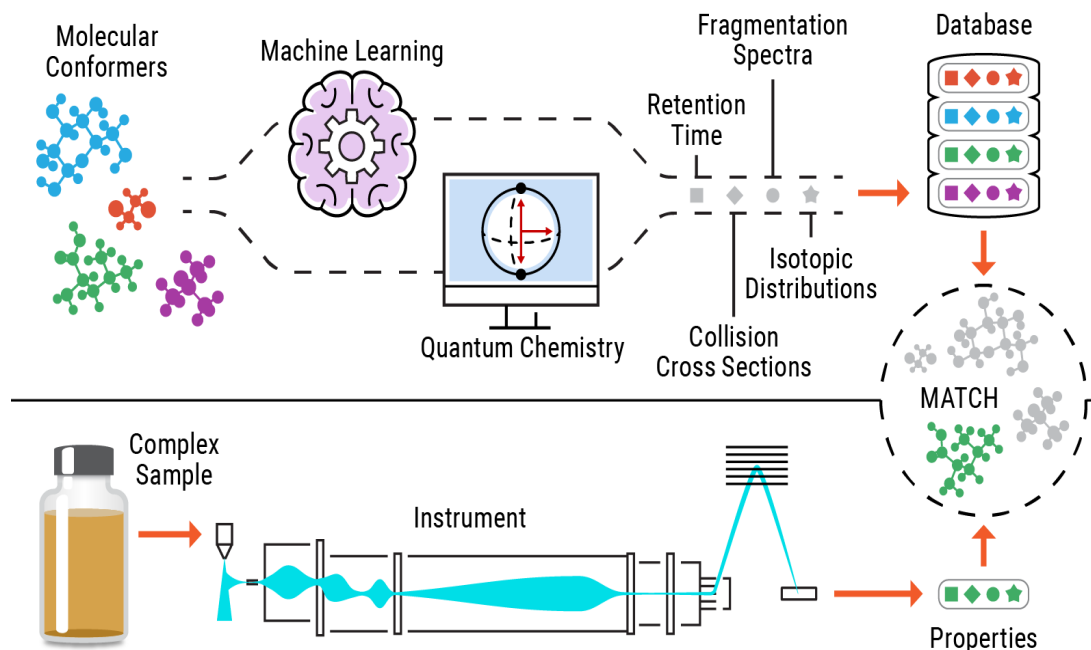 Molecular
Conformers
Machine Learning
Quantum Chemistry
Retention
Time
Fragmentation
Spectra
Collision
Cross Sections
Isotopic
Distributions
Database
MATCH
Complex
Sample
Instrument
Properties